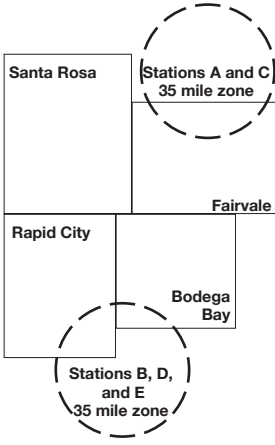 Santa Rosa
Stations A and C
35 mile zone
Fairvale
Rapid City
Bodega
Bay
Stations B, D,
and E
35 mile zone